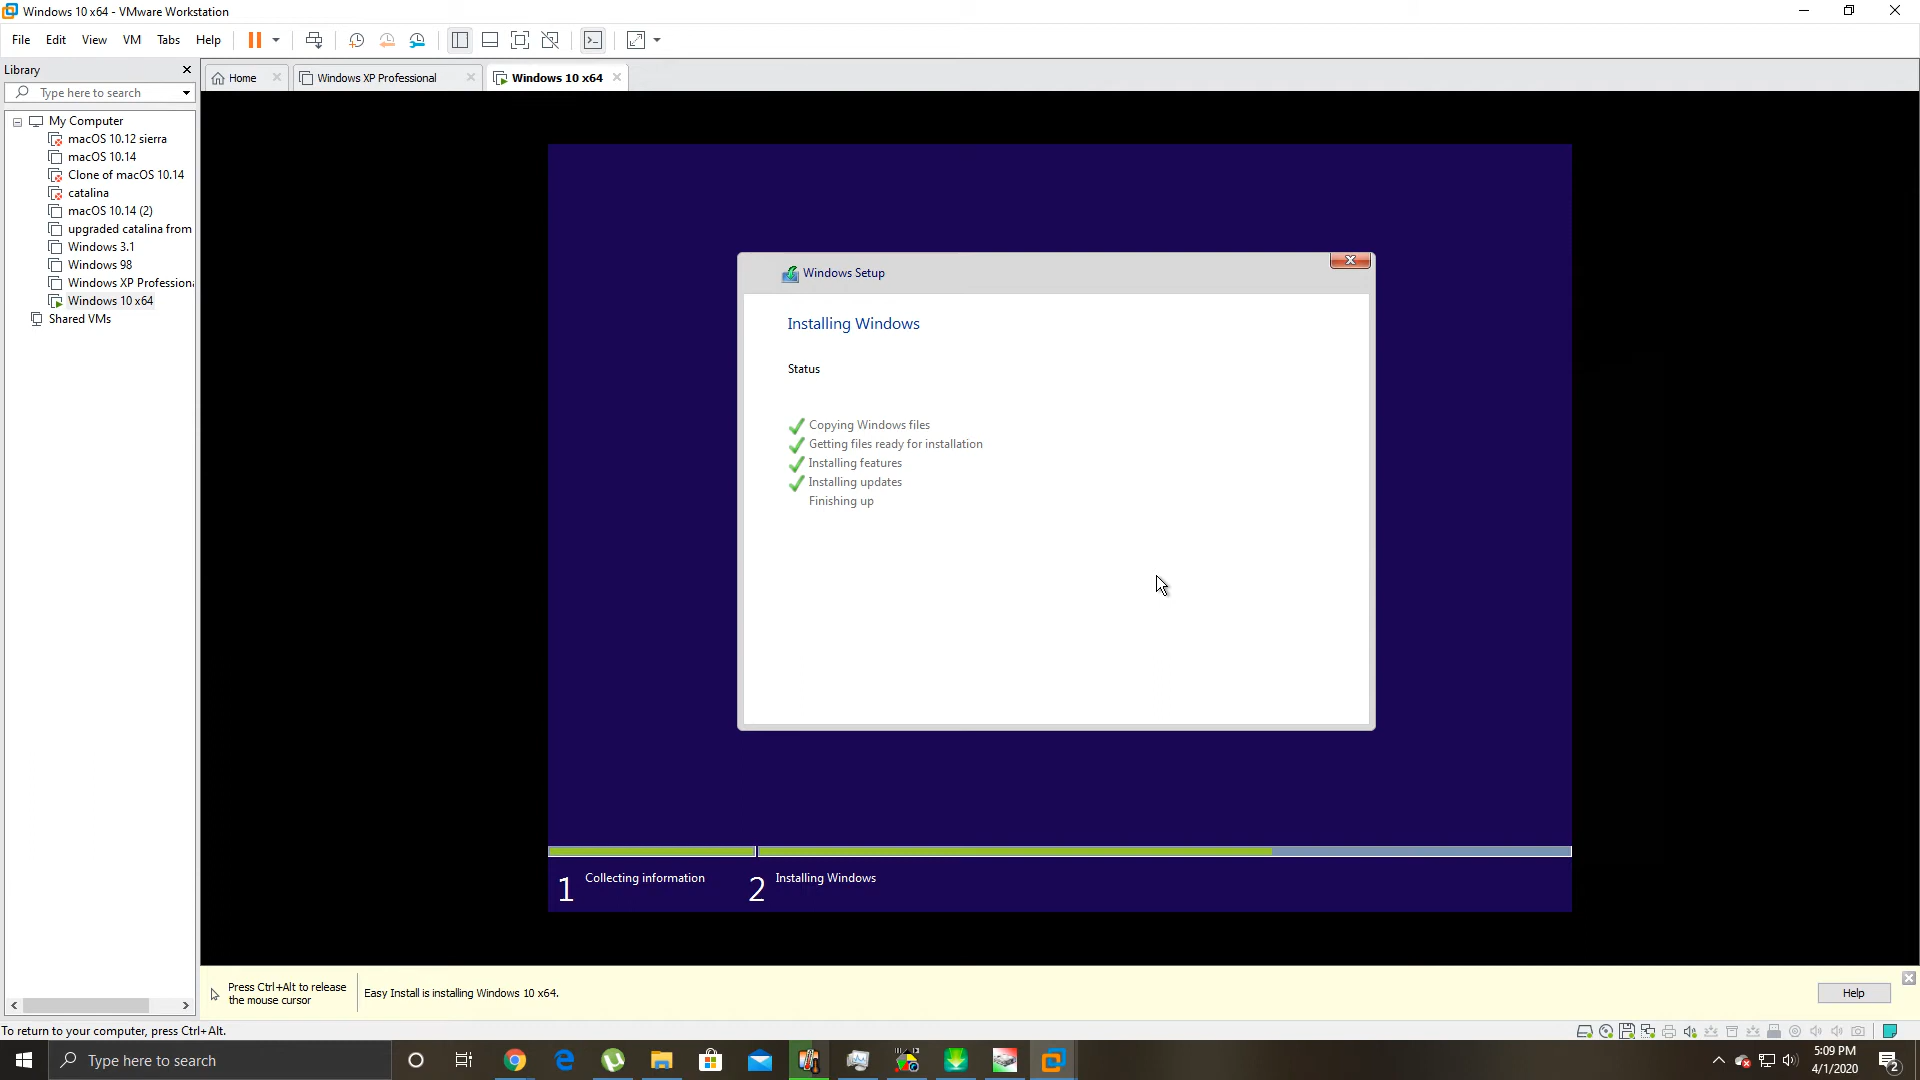 Windows 10 x64 - VMware Workstation
File Edit View VM Tabs Help
Library
Type here to search
Home
Windows XP Professional
Windows 10 x64
My Computer
macOS 10.12 sierra
macOS 10.14
Clone of macOS 10.14
catalina
macOS 10.14 (2)
upgraded catalina from
Windows 3.1
Windows 98
Windows XP Professiona
Windows 10 x64
Shared VMs
Windows Setup
Installing Windows
Status
Copying Windows files
Getting files ready for installation
Installing features
Installing updates
Finishing up
1 Collecting information
2 Installing Windows
Press Ctrl+Alt to release
the mouse cursor
Easy Install is installing Windows 10 x64.
Help
To return to your computer, press Ctrl+Alt.
Type here to search
5:09 PM
4/1/2020
2